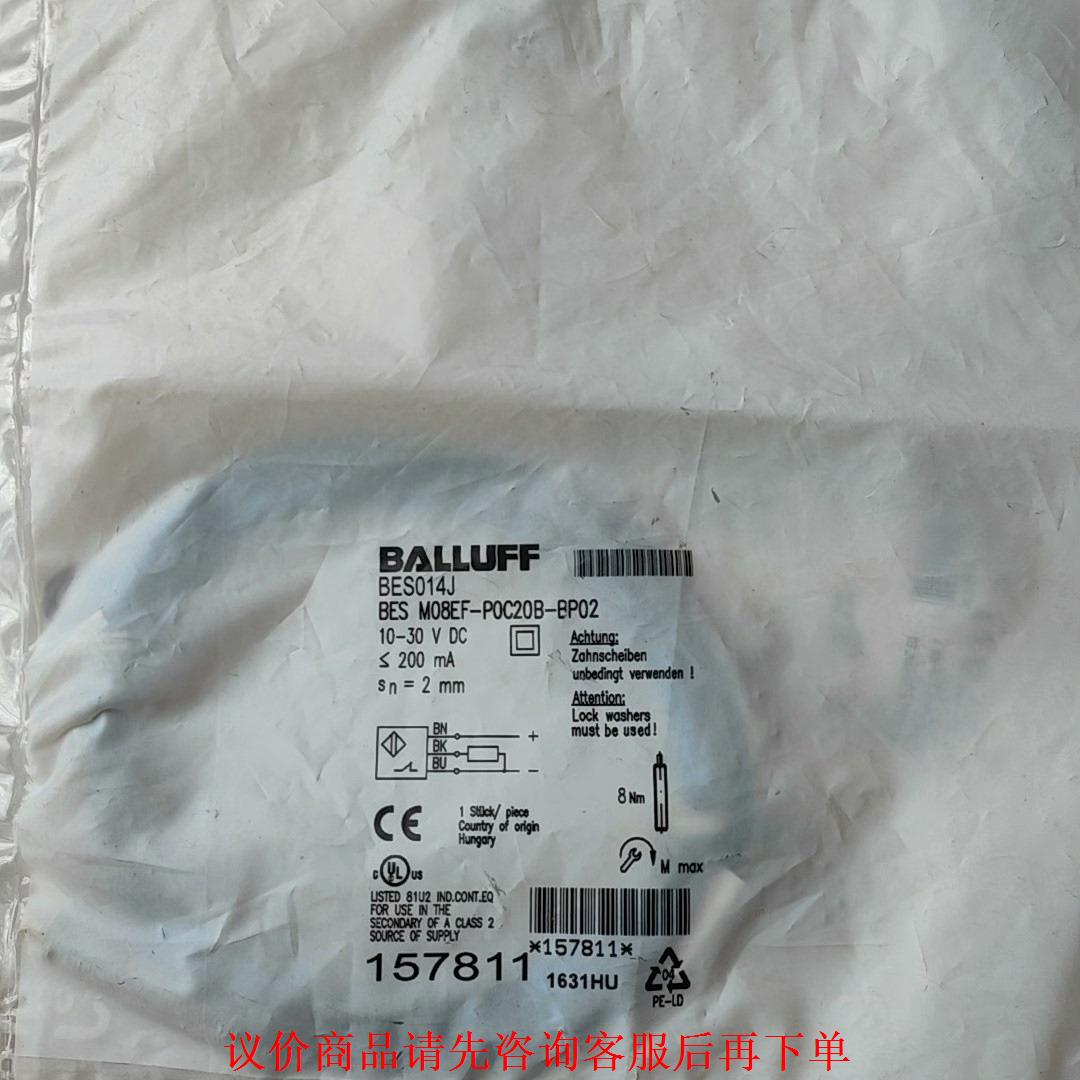 BALLUFF
BES014J
BES M08EF-POC20B-BP02
10-30 V DC
≤ 200 mA
sn = 2 mm
Achtung:
Zahnscheiben
unbedingt verwenden !
Attention:
Lock washers
must be used!
BN
+
BK
BU
-
8 Nm
M max
CE
1 Stück/ piece
Country of origin
Hungary
C UL US
LISTED 81U2 IND.CONT.EQ
FOR USE IN THE
SECONDARY OF A CLASS 2
SOURCE OF SUPPLY
*157811*
157811
1631HU
04
PE-LD
议价商品请先咨询客服后再下单